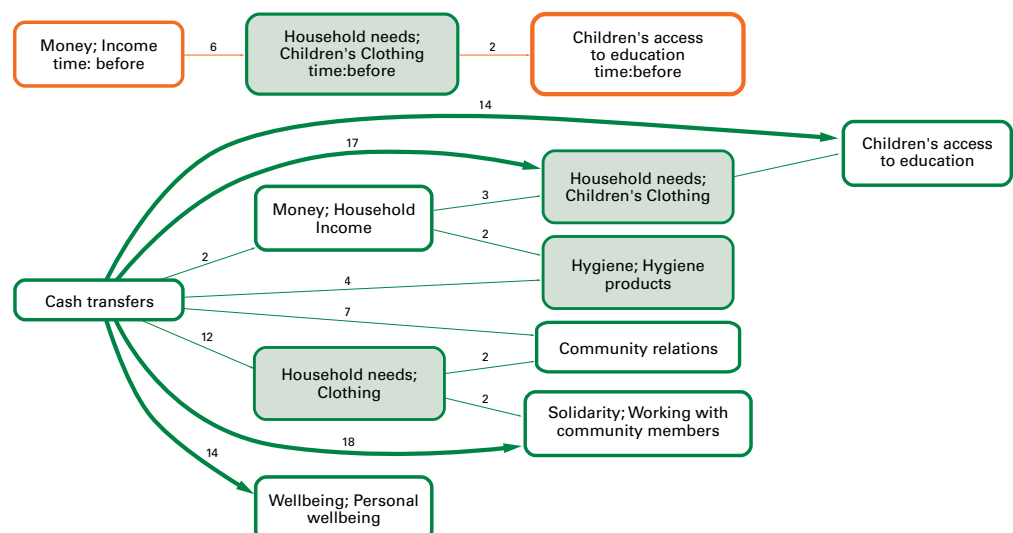 Money; Income
time: before
6
Household needs;
Children's Clothing
time:before
2
Children's access
to education
time:before
14
Children's access
to education
17
Household needs;
Children's Clothing
Money; Household
Income
3
2
2
Hygiene; Hygiene
products
Cash transfers
4
7
12
Community relations
Household needs;
Clothing
2
2
Solidarity; Working with
community members
18
14
Wellbeing; Personal
wellbeing